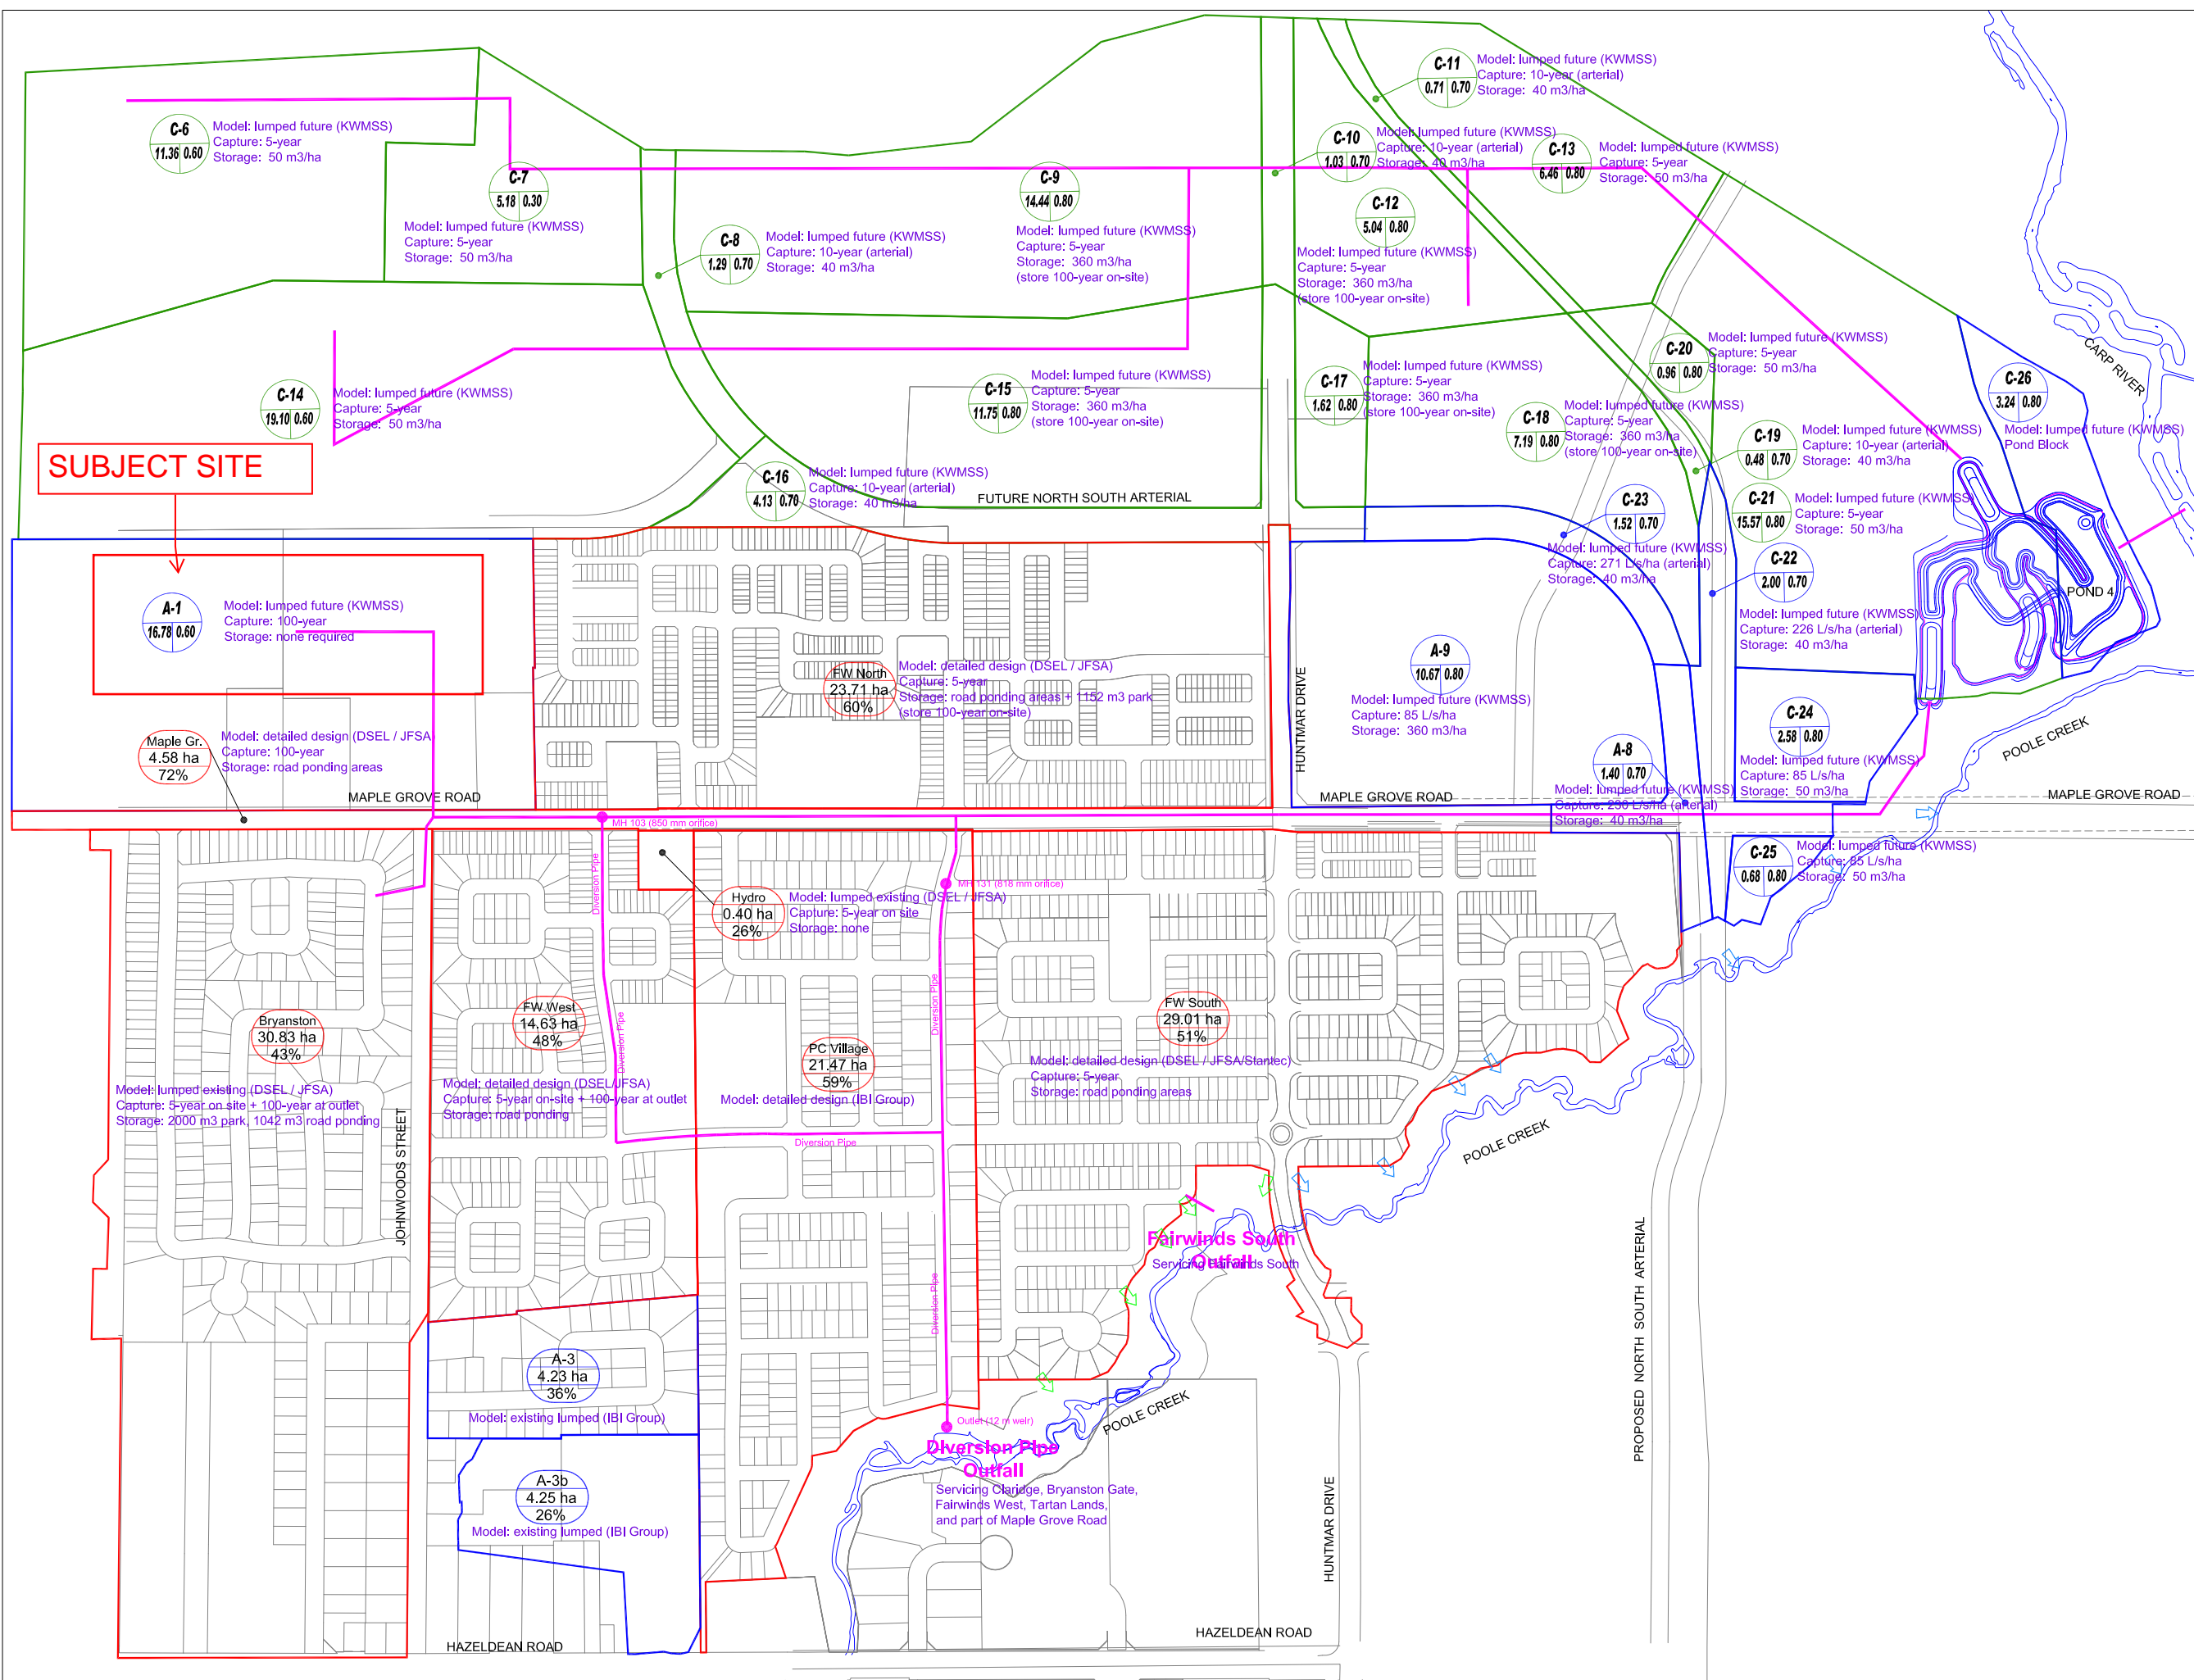 C-11
0.71 0.70
Model: lumped future (KWMSS)
Capture: 10-year (arterial)
Storage: 40 m3/ha
C-6
11.36 0.60
Model: lumped future (KWMSS)
Capture: 5-year
Storage: 50 m3/ha
C-10
1.03 0.70
Model: lumped future (KWMSS)
Capture: 10-year (arterial)
Storage: 40 m3/ha
C-13
6.46 0.80
Model: lumped future (KWMSS)
Capture: 5-year
Storage: 50 m3/ha
C-7
5.18 0.30
Model: lumped future (KWMSS)
Capture: 5-year
Storage: 50 m3/ha
C-9
14.44 0.80
Model: lumped future (KWMSS)
Capture: 5-year
Storage: 360 m3/ha
(store 100-year on-site)
C-12
5.04 0.80
Model: lumped future (KWMSS)
Capture: 5-year
Storage: 360 m3/ha
(store 100-year on-site)
C-8
1.29 0.70
Model: lumped future (KWMSS)
Capture: 10-year (arterial)
Storage: 40 m3/ha
CARP RIVER
C-20
0.96 0.80
Model: lumped future (KWMSS)
Capture: 5-year
Storage: 50 m3/ha
C-26
3.24 0.80
Model: lumped future (KWMSS)
Pond Block
C-14
19.10 0.60
Model: lumped future (KWMSS)
Capture: 5-year
Storage: 50 m3/ha
C-15
11.75 0.80
Model: lumped future (KWMSS)
Capture: 5-year
Storage: 360 m3/ha
(store 100-year on-site)
C-17
1.62 0.80
Model: lumped future (KWMSS)
Capture: 5-year
Storage: 360 m3/ha
(store 100-year on-site)
C-18
7.19 0.80
Model: lumped future (KWMSS)
Capture: 5-year
Storage: 360 m3/ha
(store 100-year on-site)
C-19
0.48 0.70
Model: lumped future (KWMSS)
Capture: 10-year (arterial)
Storage: 40 m3/ha
SUBJECT SITE
C-16
4.13 0.70
Model: lumped future (KWMSS)
Capture: 10-year (arterial)
Storage: 40 m3/ha
FUTURE NORTH SOUTH ARTERIAL
C-23
1.52 0.70
Model: lumped future (KWMSS)
Capture: 271 L/s/ha (arterial)
Storage: 40 m3/ha
C-21
15.57 0.80
Model: lumped future (KWMSS)
Capture: 5-year
Storage: 50 m3/ha
C-22
2.00 0.70
Model: lumped future (KWMSS)
Capture: 226 L/s/ha (arterial)
Storage: 40 m3/ha
POND 4
A-1
16.78 0.60
Model: lumped future (KWMSS)
Capture: 100-year
Storage: none required
FW North
23.71 ha
60%
Model: detailed design (DSEL / JFSA)
Capture: 5-year
Storage: road ponding areas + 1152 m3 park
(store 100-year on-site)
HUNTMAR DRIVE
A-9
10.67 0.80
Model: lumped future (KWMSS)
Capture: 85 L/s/ha
Storage: 360 m3/ha
Maple Gr.
4.58 ha
72%
Model: detailed design (DSEL / JFSA)
Capture: 100-year
Storage: road ponding areas
C-24
2.58 0.80
Model: lumped future (KWMSS)
Capture: 85 L/s/ha
Storage: 50 m3/ha
POOLE CREEK
A-8
1.40 0.70
Model: lumped future (KWMSS)
(arterial)
Storage: 40 m3/ha
MAPLE GROVE ROAD
MAPLE GROVE ROAD
MAPLE GROVE ROAD
MH 103 (850 mm orifice)
C-25
0.68 0.80
Model: lumped future (KWMSS)
Capture: 85 L/s/ha
Storage: 50 m3/ha
Diversion Pipe
MH 131 (818 mm orifice)
Hydro
0.40 ha
26%
Model: lumped existing (DSEL / JFSA)
Capture: 5-year on site
Storage: none
Diversion Pipe
Diversion Pipe
Bryanston
30.83 ha
43%
Model: lumped existing (DSEL / JFSA)
Capture: 5-year on site + 100-year at outlet
Storage: 2000 m3 park, 1042 m3 road ponding
FW West
14.63 ha
48%
Model: detailed design (DSEL/JFSA)
Capture: 5-year on-site + 100-year at outlet
Storage: road ponding
PC Village
21.47 ha
59%
Model: detailed design (IBI Group)
FW South
29.01 ha
51%
Model: detailed design (DSEL / JFSA/Stantec)
Capture: 5-year
Storage: road ponding areas
Diversion Pipe
JOHNWOODS STREET
POOLE CREEK
Fairwinds South
Outfall
Servicing Fairwinds South
Diversion Pipe
PROPOSED NORTH SOUTH ARTERIAL
A-3
4.23 ha
36%
Model: existing lumped (IBI Group)
POOLE CREEK
Outlet (12 m weir)
Diversion Pipe
Outfall
Servicing Claridge, Bryanston Gate,
Fairwinds West, Tartan Lands,
and part of Maple Grove Road
A-3b
4.25 ha
26%
Model: existing lumped (IBI Group)
HUNTMAR DRIVE
HAZELDEAN ROAD
HAZELDEAN ROAD